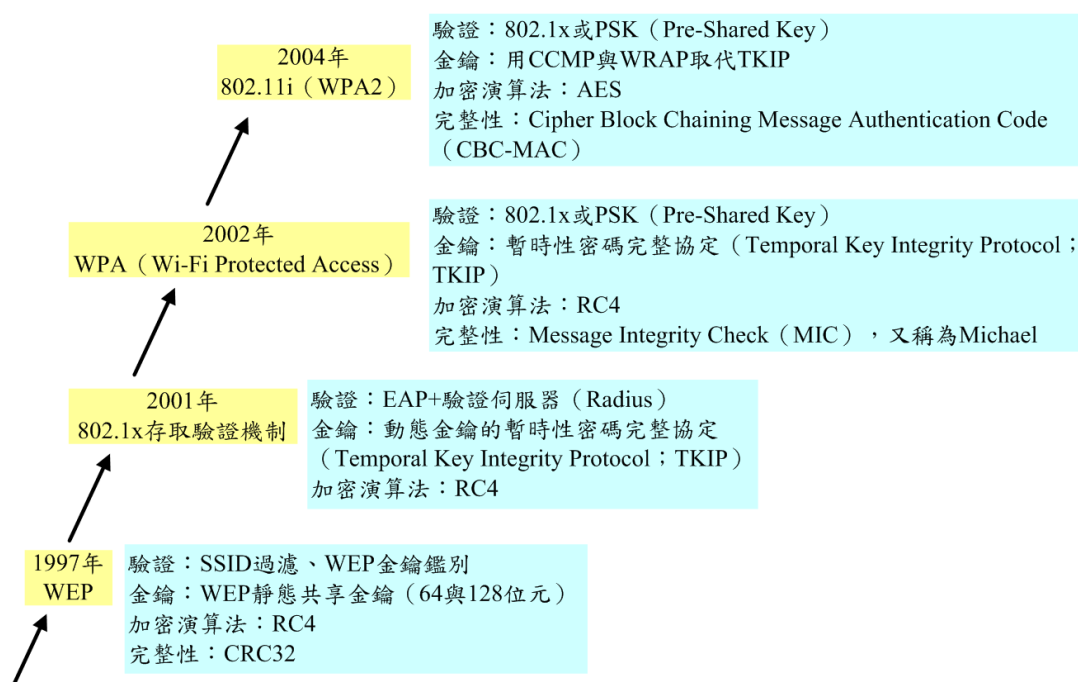 2004年
802.11i（WPA2）
驗證：802.1x或PSK（Pre-Shared Key）
金鑰：用CCMP與WRAP取代TKIP
加密演算法：AES
完整性：Cipher Block Chaining Message Authentication Code
（CBC-MAC）
2002年
WPA（Wi-Fi Protected Access）
驗證：802.1x或PSK（Pre-Shared Key）
金鑰：暫時性密碼完整協定（Temporal Key Integrity Protocol；
TKIP）
加密演算法：RC4
完整性：Message Integrity Check（MIC），又稱為Michael
2001年
802.1x存取驗證機制
驗證：EAP+驗證伺服器（Radius）
金鑰：動態金鑰的暫時性密碼完整協定
（Temporal Key Integrity Protocol；TKIP）
加密演算法：RC4
1997年
WEP
驗證：SSID過濾、WEP金鑰鑑別
金鑰：WEP靜態共享金鑰（64與128位元）
加密演算法：RC4
完整性：CRC32